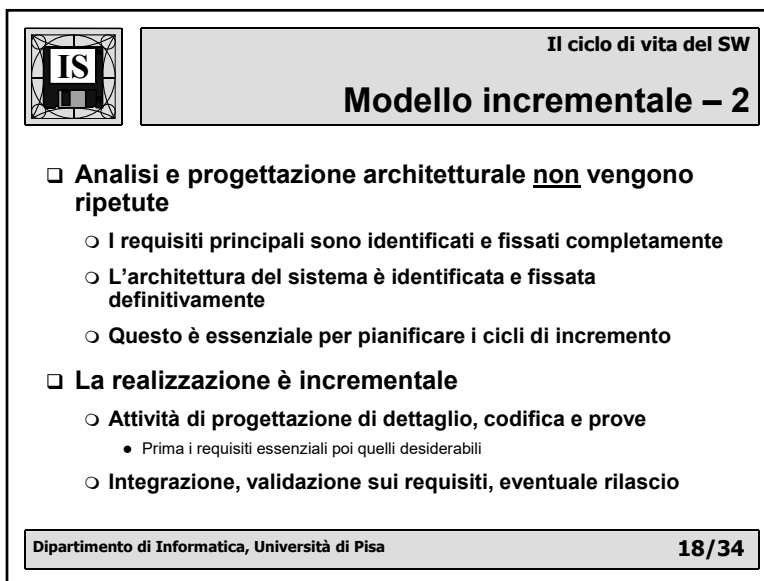 IS
Il ciclo di vita del SW
Modello incrementale – 2
Analisi e progettazione architetturale non vengono
ripetute
I requisiti principali sono identificati e fissati completamente
L'architettura del sistema è identificata e fissata
definitivamente
Questo è essenziale per pianificare i cicli di incremento
La realizzazione è incrementale
Attività di progettazione di dettaglio, codifica e prove
Prima i requisiti essenziali poi quelli desiderabili
Integrazione, validazione sui requisiti, eventuale rilascio
Dipartimento di Informatica, Università di Pisa
18/34